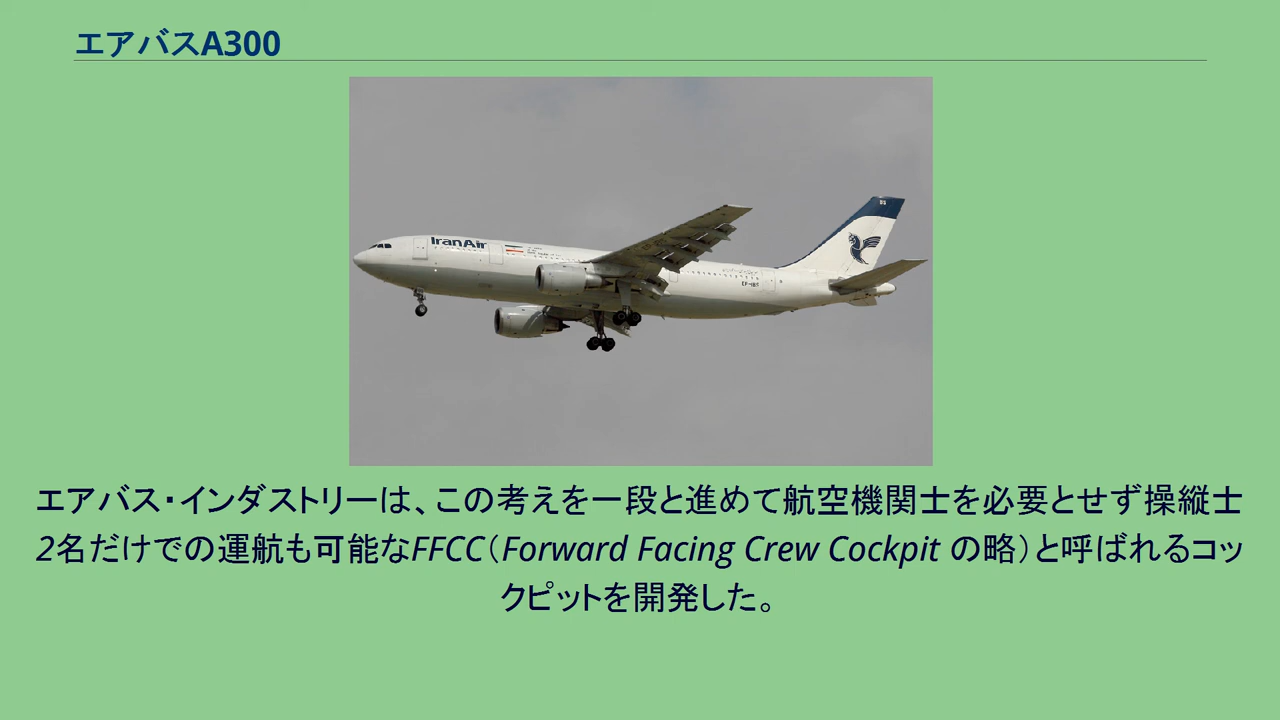 エアバスA300
IranAir
エアバス・インダストリーは、この考えを一段と進めて航空機関士を必要とせず操縦士
2名だけでの運航も可能なFFCC（Forward Facing Crew Cockpit の略）と呼ばれるコッ
クピットを開発した。